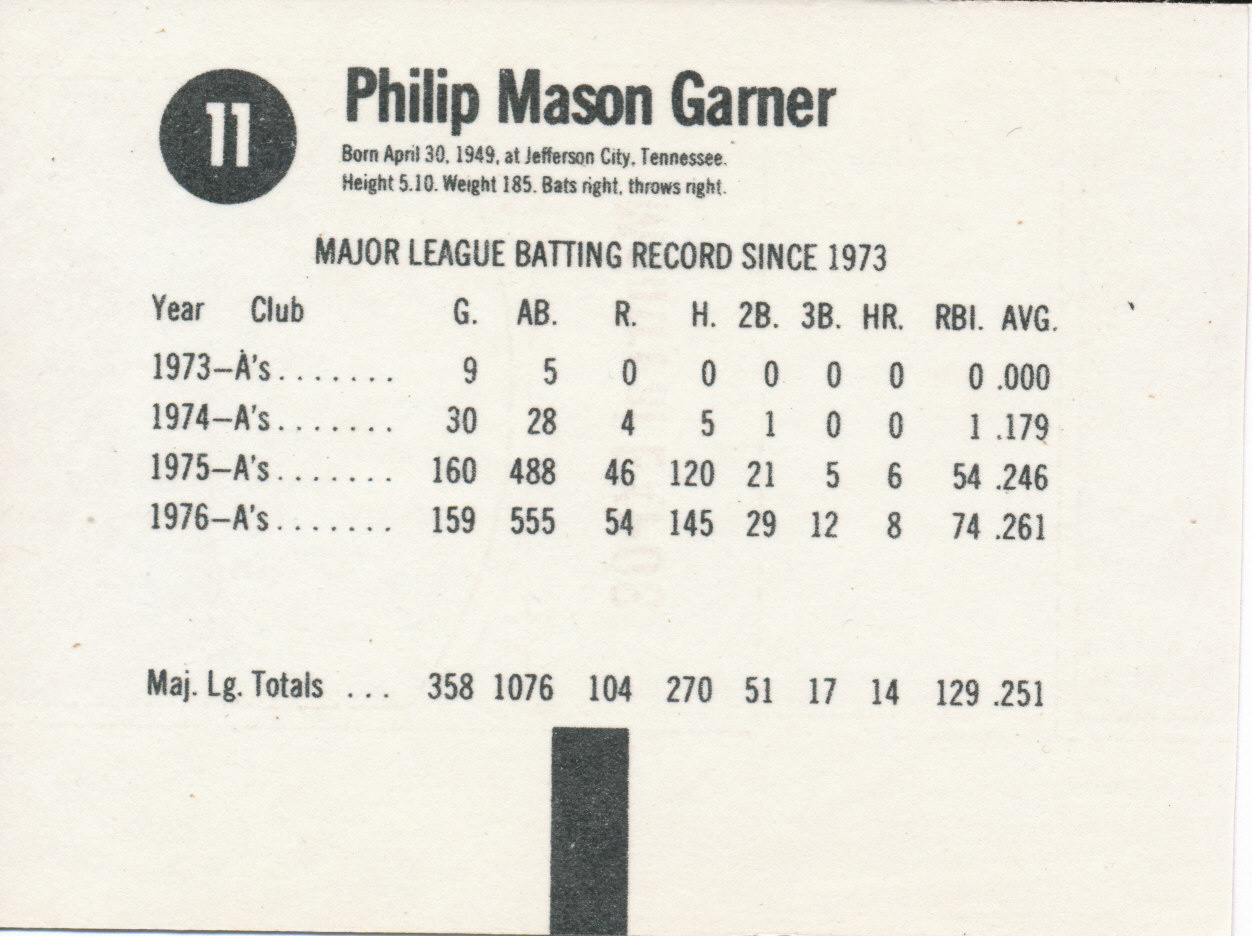 11
Philip Mason Garner
Born April 30, 1949, at Jefferson City, Tennessee.
Height 5.10. Weight 185. Bats right, throws right.
MAJOR LEAGUE BATTING RECORD SINCE 1973
Year Club G. AB. R. H. 2B. 3B. HR. RBI. AVG.
1973—A's....... 9 5 0 0 0 0 0 0 .000
1974—A's....... 30 28 4 5 1 0 0 1 .179
1975—A's....... 160 488 46 120 21 5 6 54 .246
1976—A's....... 159 555 54 145 29 12 8 74 .261
Maj. Lg. Totals ... 358 1076 104 270 51 17 14 129 .251